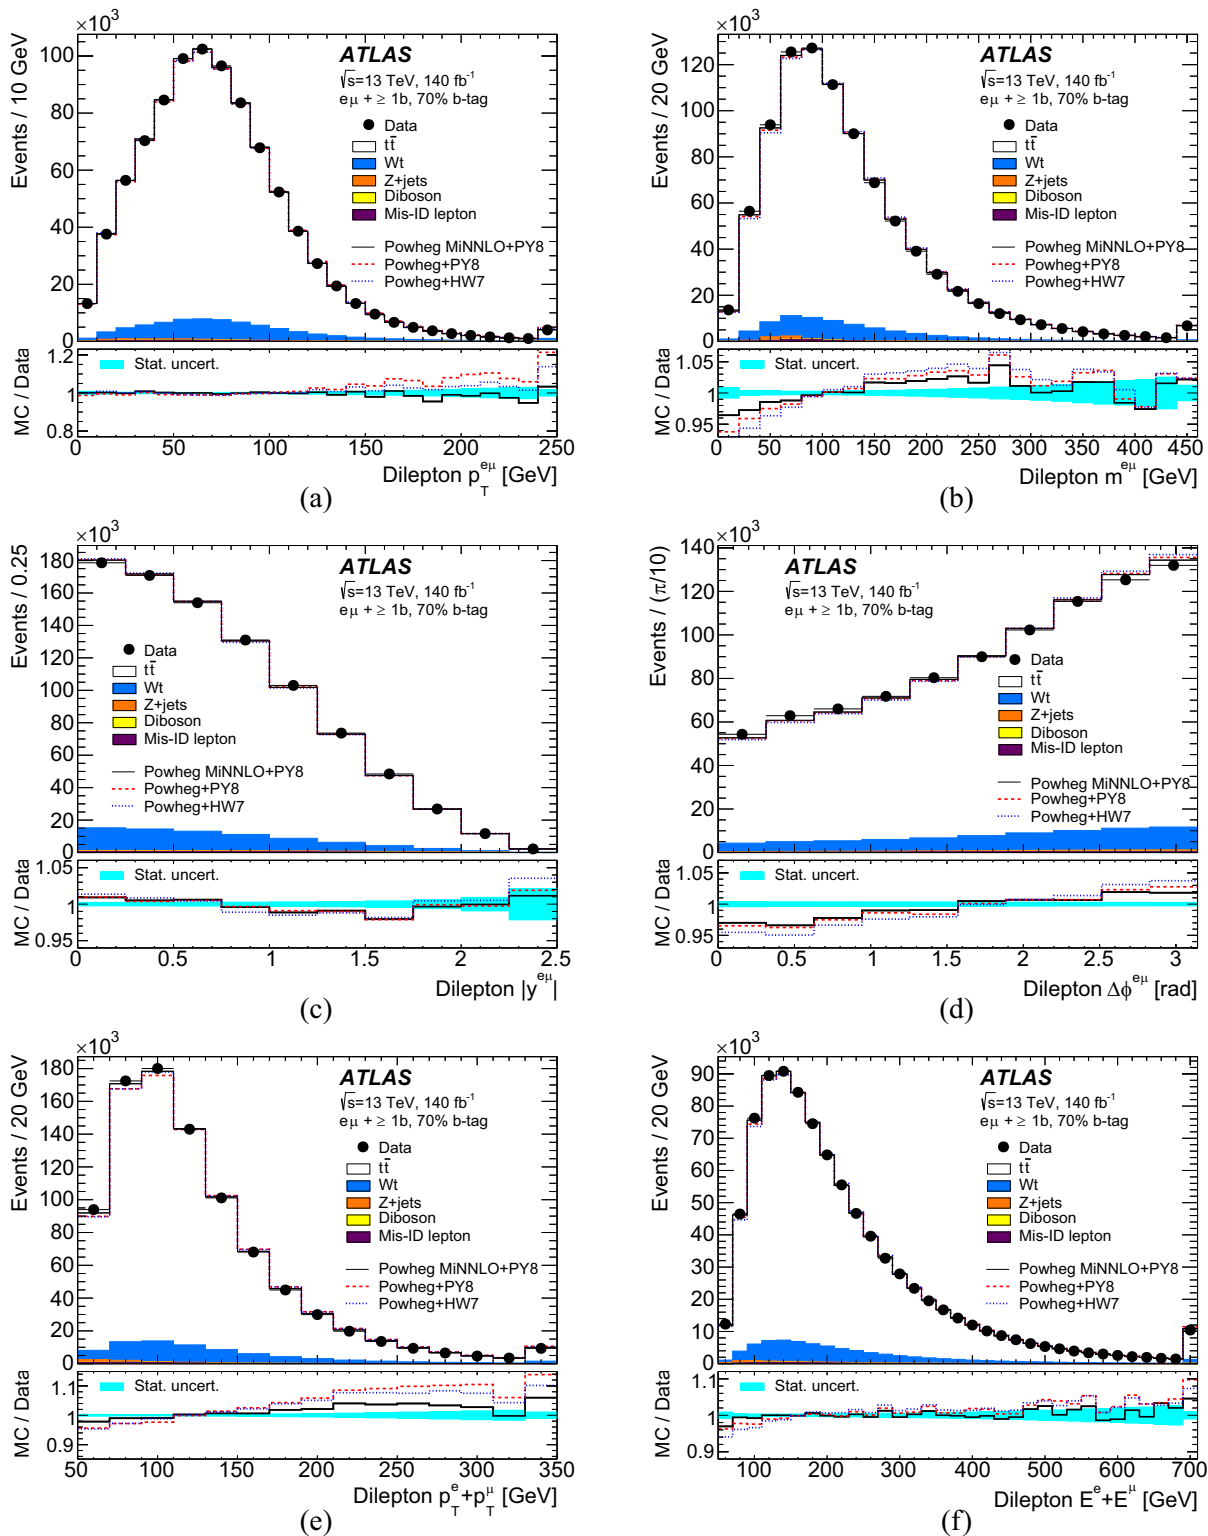 ×10³
Events / 10 GeV
100
80
60
40
20
0
ATLAS
√s=13 TeV, 140 fb⁻¹
eμ + ≥ 1b, 70% b-tag
Data
tt̄
Wt
Z+jets
Diboson
Mis-ID lepton
Powheg MiNNLO+PY8
Powheg+PY8
Powheg+HW7
MC / Data
1.2
1
0.8
Stat. uncert.
0 50 100 150 200 250
Dilepton p_T^{eμ} [GeV]
(a)
×10³
Events / 20 GeV
120
100
80
60
40
20
0
ATLAS
√s=13 TeV, 140 fb⁻¹
eμ + ≥ 1b, 70% b-tag
Data
tt̄
Wt
Z+jets
Diboson
Mis-ID lepton
Powheg MiNNLO+PY8
Powheg+PY8
Powheg+HW7
MC / Data
1.05
1
0.95
Stat. uncert.
0 50 100 150 200 250 300 350 400 450
Dilepton m^{eμ} [GeV]
(b)
×10³
Events / 0.25
180
160
140
120
100
80
60
40
20
0
ATLAS
√s=13 TeV, 140 fb⁻¹
eμ + ≥ 1b, 70% b-tag
Data
tt̄
Wt
Z+jets
Diboson
Mis-ID lepton
Powheg MiNNLO+PY8
Powheg+PY8
Powheg+HW7
MC / Data
1.05
1
0.95
Stat. uncert.
0 0.5 1 1.5 2 2.5
Dilepton |y^{eμ}|
(c)
×10³
Events / (π/10)
140
120
100
80
60
40
20
0
ATLAS
√s=13 TeV, 140 fb⁻¹
eμ + ≥ 1b, 70% b-tag
Data
tt̄
Wt
Z+jets
Diboson
Mis-ID lepton
Powheg MiNNLO+PY8
Powheg+PY8
Powheg+HW7
MC / Data
1.05
1
0.95
Stat. uncert.
0 0.5 1 1.5 2 2.5 3
Dilepton Δϕ^{eμ} [rad]
(d)
×10³
Events / 20 GeV
180
160
140
120
100
80
60
40
20
0
ATLAS
√s=13 TeV, 140 fb⁻¹
eμ + ≥ 1b, 70% b-tag
Data
tt̄
Wt
Z+jets
Diboson
Mis-ID lepton
Powheg MiNNLO+PY8
Powheg+PY8
Powheg+HW7
MC / Data
1.1
1
0.9
Stat. uncert.
50 100 150 200 250 300 350
Dilepton p_T^e+p_T^μ [GeV]
(e)
×10³
Events / 20 GeV
90
80
70
60
50
40
30
20
10
0
ATLAS
√s=13 TeV, 140 fb⁻¹
eμ + ≥ 1b, 70% b-tag
Data
tt̄
Wt
Z+jets
Diboson
Mis-ID lepton
Powheg MiNNLO+PY8
Powheg+PY8
Powheg+HW7
MC / Data
1.1
1
0.9
Stat. uncert.
100 200 300 400 500 600 700
Dilepton E^e+E^μ [GeV]
(f)